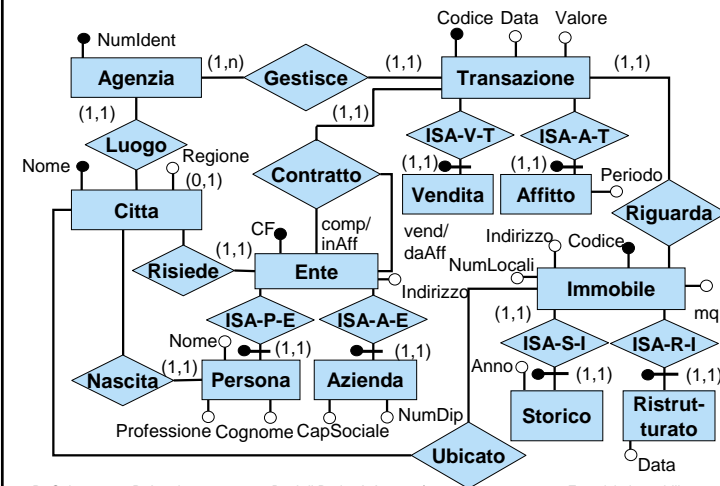 Codice
Data
Valore
NumIdent
Agenzia
(1,n)
Gestisce
(1,1)
Transazione
(1,1)
(1,1)
(1,1)
Luogo
ISA-V-T
ISA-A-T
Nome
Regione
(0,1)
Contratto
(1,1)
(1,1)
Periodo
Citta
Vendita
Affitto
Riguarda
CF
comp/
inAff
vend/
daAff
Indirizzo
Codice
(1,1)
Risiede
Ente
NumLocali
Immobile
Indirizzo
mq
ISA-P-E
ISA-A-E
(1,1)
ISA-S-I
ISA-R-I
Nome
(1,1)
(1,1)
Anno
(1,1)
(1,1)
Nascita
(1,1)
Persona
Azienda
Storico
Ristrut-
turato
Professione
Cognome
CapSociale
NumDip
Ubicato
Data